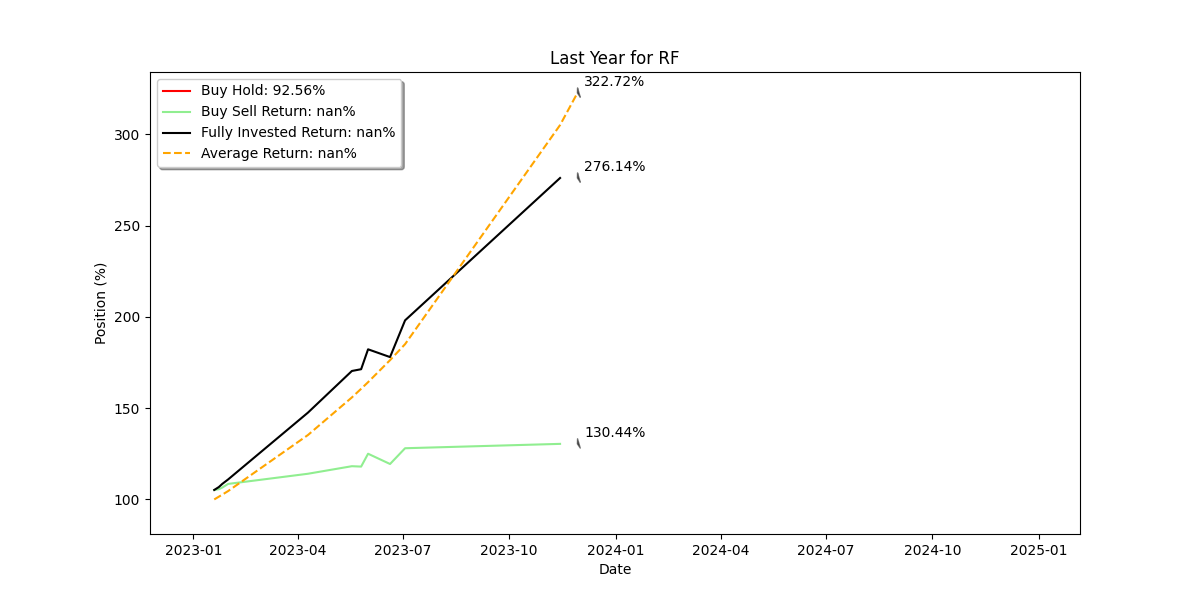 Last Year for RF
Buy Hold: 92.56%
Buy Sell Return: nan%
Fully Invested Return: nan%
Average Return: nan%
322.72%
276.14%
130.44%
Position (%)
300
250
200
150
100
2023-01 2023-04 2023-07 2023-10 2024-01 2024-04 2024-07 2024-10 2025-01
Date